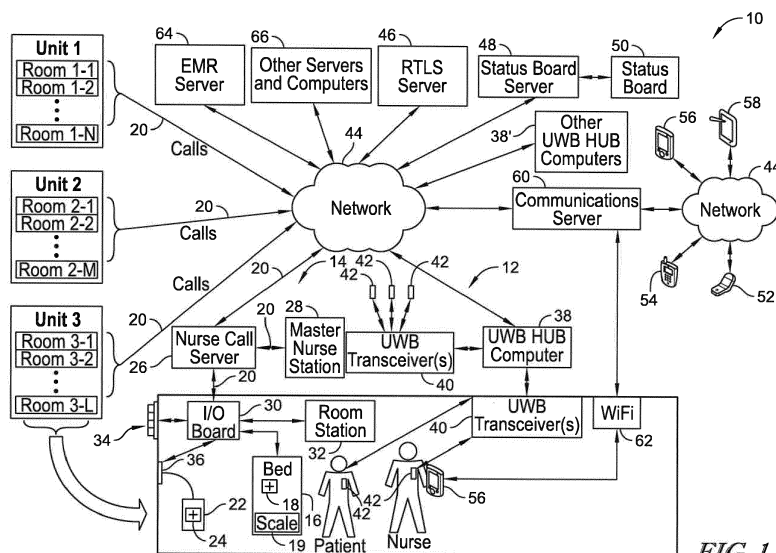 10
64
66
46
48
50
Unit 1
Room 1-1
Room 1-2
Room 1-N
EMR
Server
Other Servers
and Computers
RTLS
Server
Status Board
Server
Status
Board
56
58
20
Calls
44
38'
Other
UWB HUB
Computers
44
60
Unit 2
Room 2-1
Room 2-2
Room 2-M
20
Calls
Network
Communications
Server
Network
Calls
20
14
42
42
42
12
54
52
Unit 3
Room 3-1
Room 3-2
Room 3-L
20
26
Nurse Call
Server
20
28
Master
Nurse
Station
UWB
Transceiver(s)
40
UWB HUB
Computer
38
20
34
I/O
Board
30
Room
Station
32
40
UWB
Transceiver(s)
WiFi
62
36
22
24
Bed
18
16
Scale
19
42
Patient
Nurse
56
FIG. 1